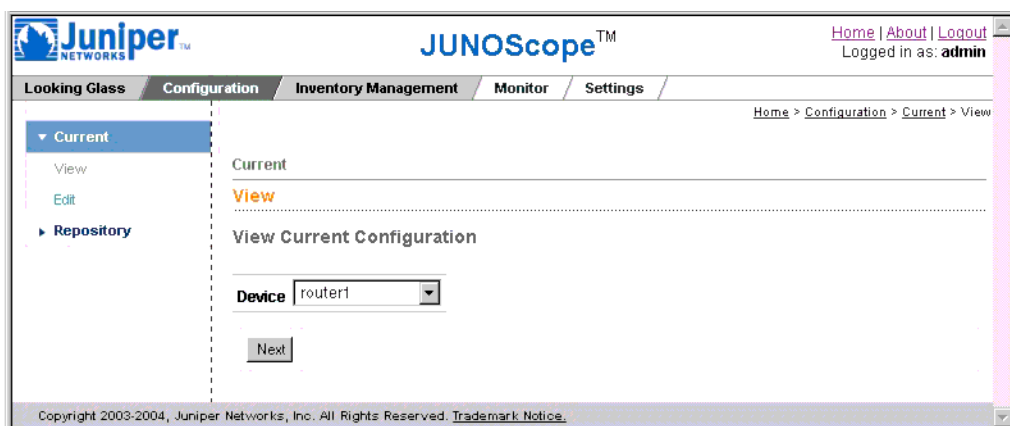 Juniper™
NETWORKS
JUNOScope™
Home | About | Logout
Logged in as: admin
Looking Glass / Configuration / Inventory Management / Monitor / Settings /
Home > Configuration > Current > View
Current
View
Edit
Repository
Current
View
View Current Configuration
Device router1
Next
Copyright 2003-2004, Juniper Networks, Inc. All Rights Reserved. Trademark Notice.